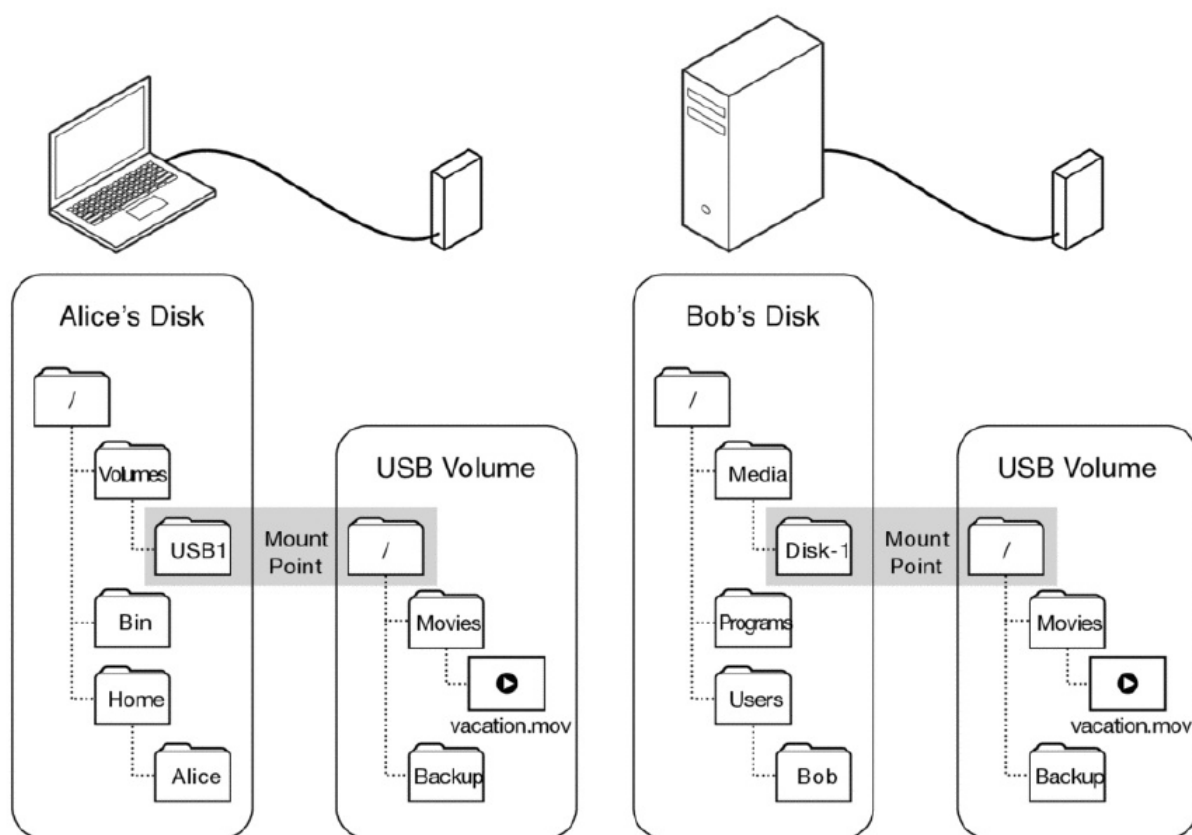 Alice's Disk
/
Volumes
USB1
Bin
Home
Alice
Mount
Point
USB Volume
/
Movies
vacation.mov
Backup
Bob's Disk
/
Media
Disk-1
Programs
Users
Bob
Mount
Point
USB Volume
/
Movies
vacation.mov
Backup